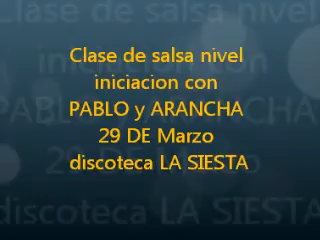 Clase de salsa nivel
iniciacion con
PABLO y ARANCHA
29 DE Marzo
discoteca LA SIESTA